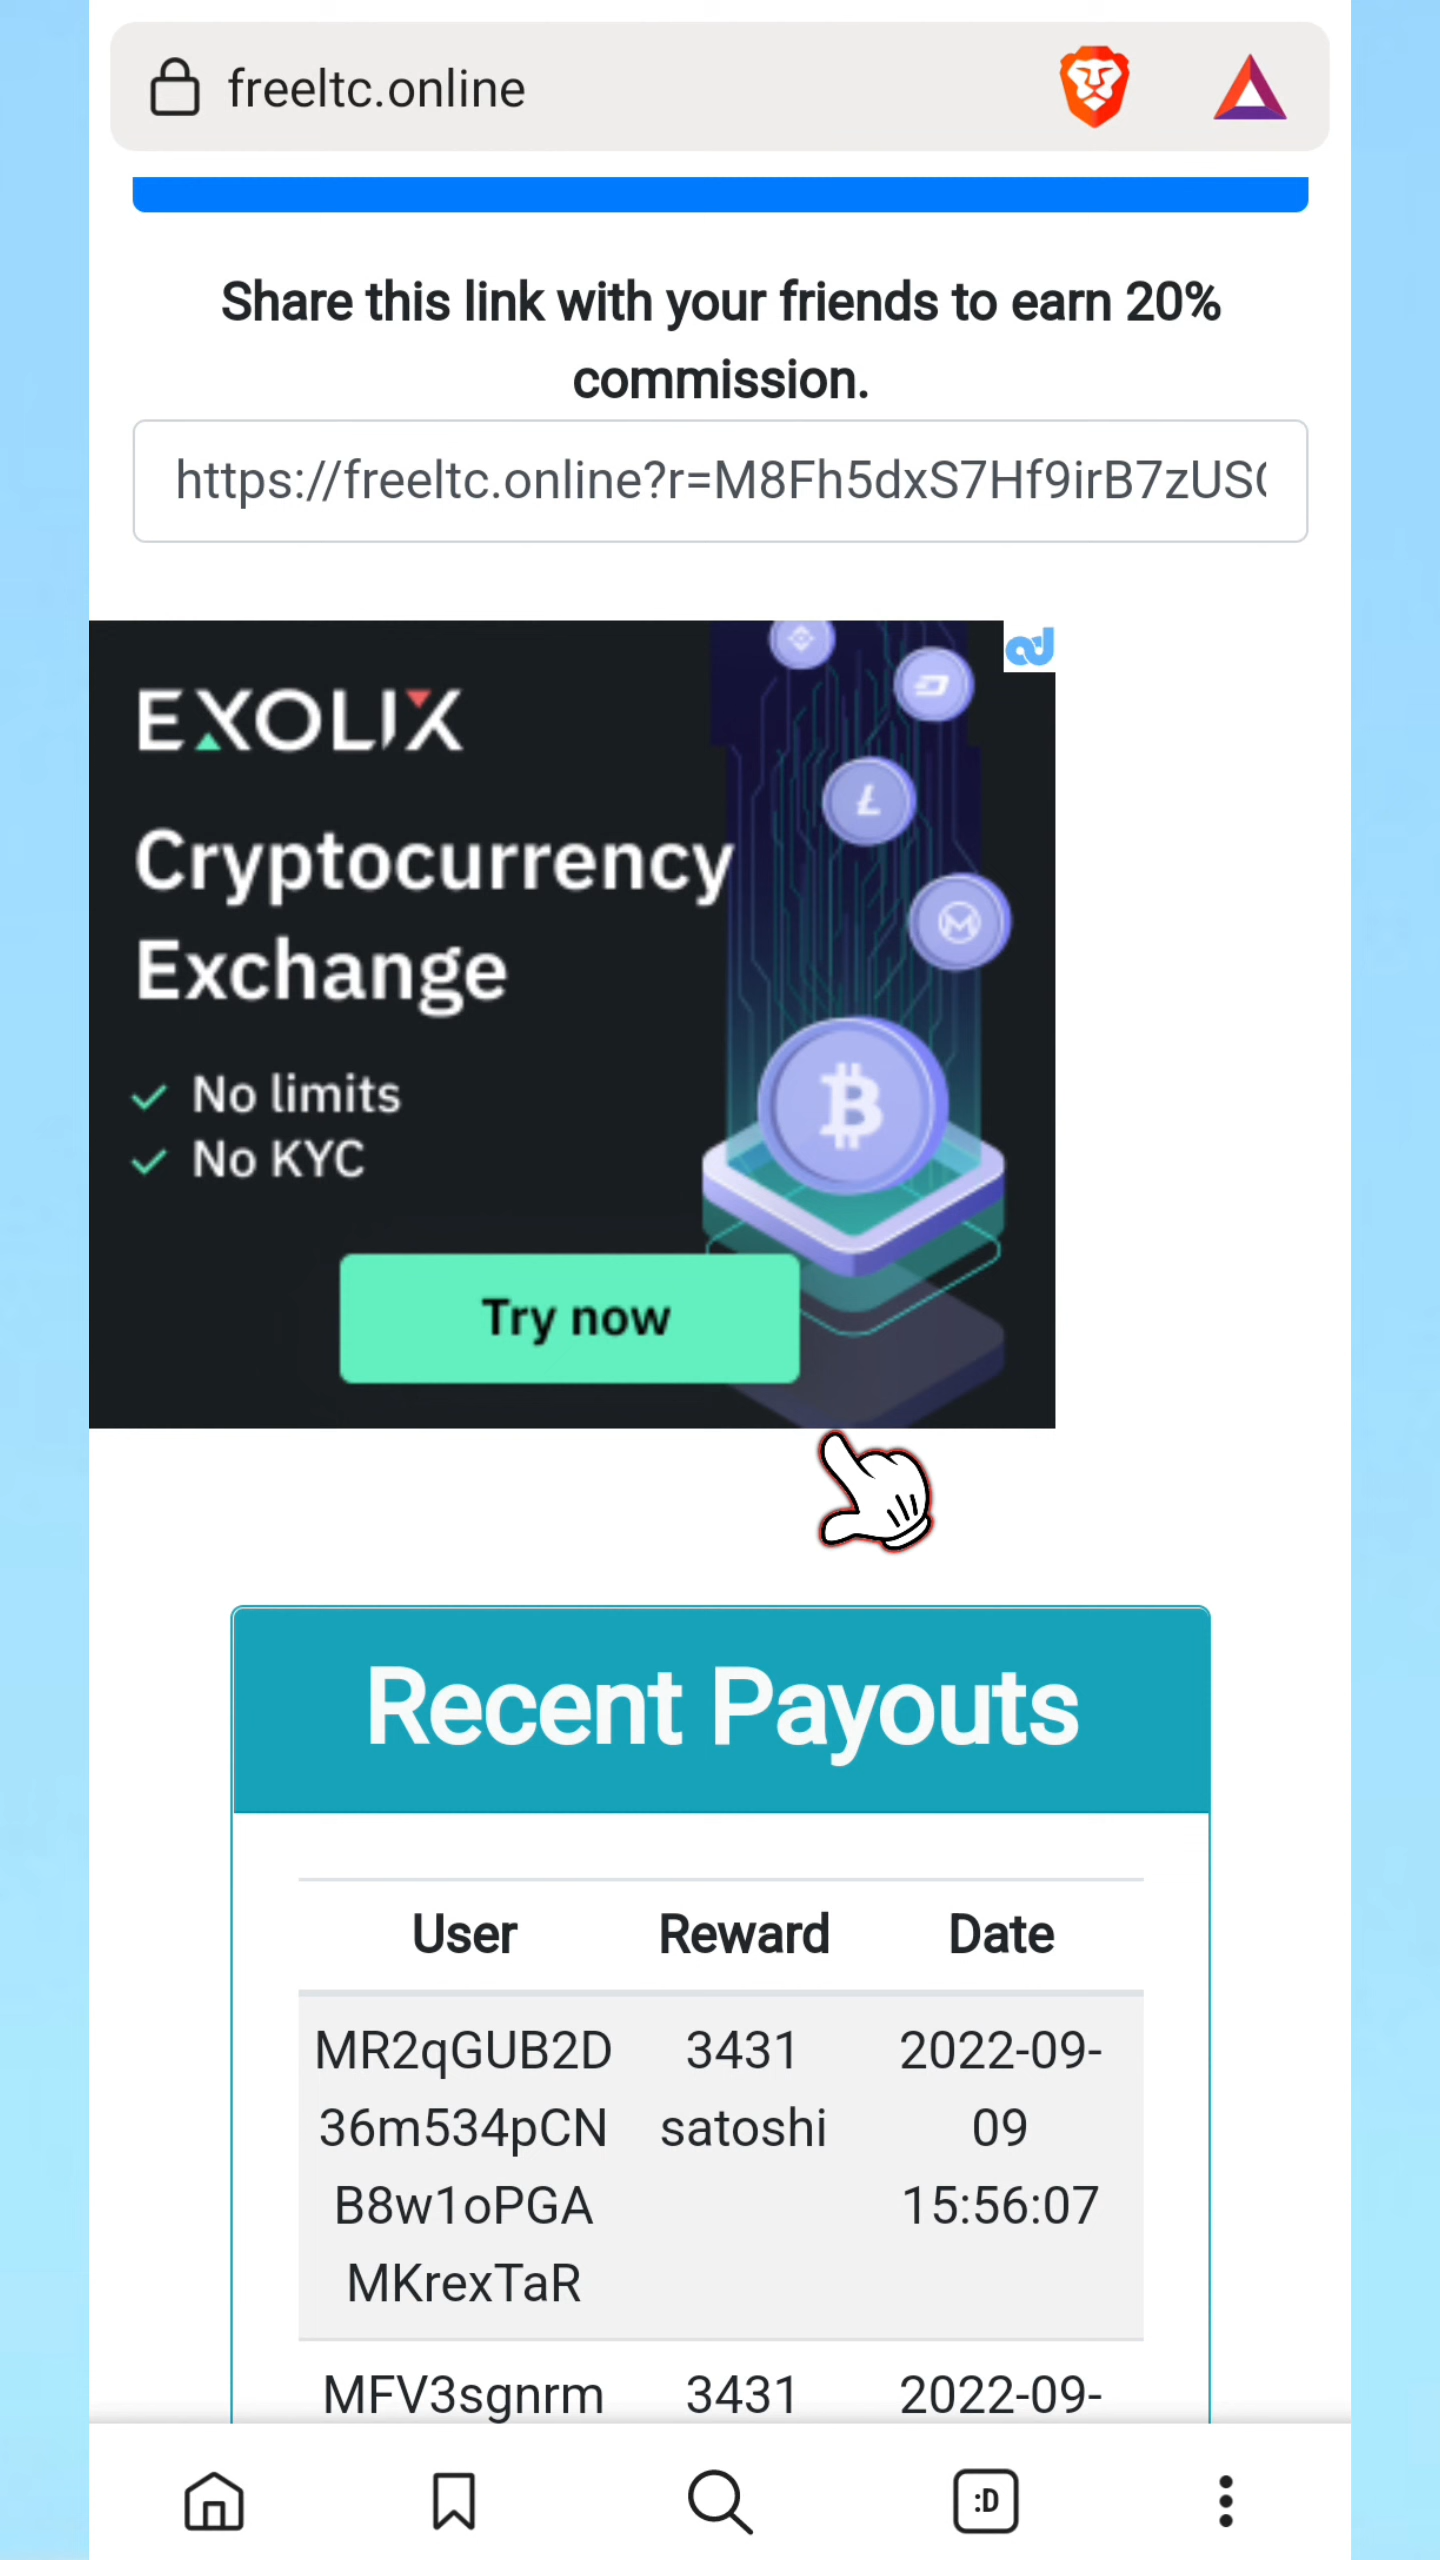 freeltc.online
Share this link with your friends to earn 20%
commission.
https://freeltc.online?r=M8Fh5dxS7Hf9irB7zUS
EXOLIX
Cryptocurrency
Exchange
No limits
No KYC
Try now
Recent Payouts
User Reward Date
MR2qGUB2D 3431 2022-09-
36m534pCN satoshi 09
B8w1oPGA 15:56:07
MKrexTaR
MFV3sgnrm 3431 2022-09-
:D